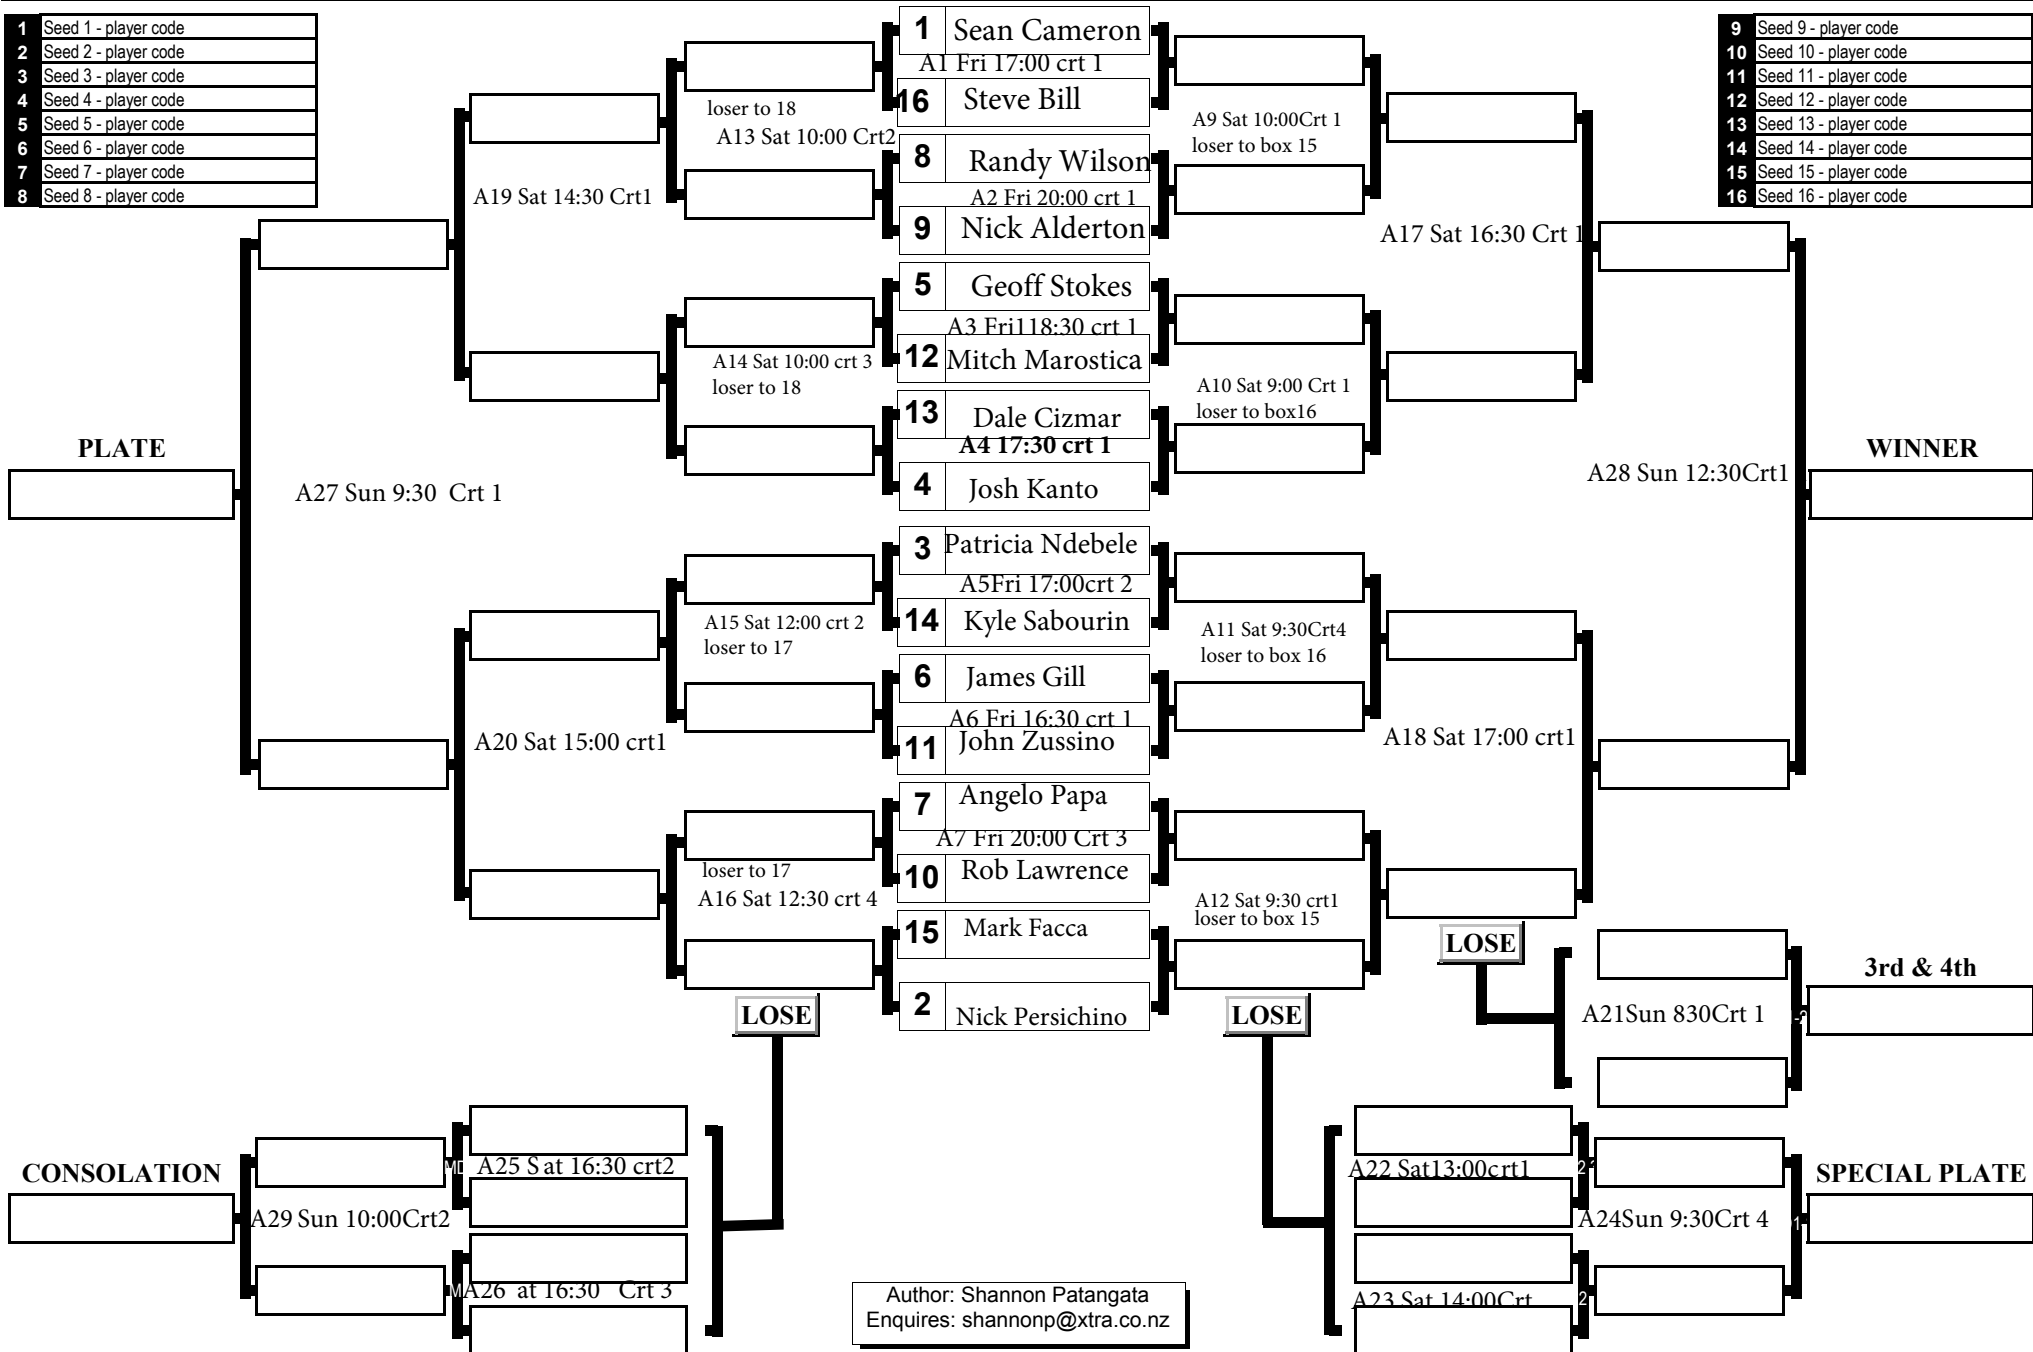 1 Seed 1 - player code
2 Seed 2 - player code
3 Seed 3 - player code
4 Seed 4 - player code
5 Seed 5 - player code
6 Seed 6 - player code
7 Seed 7 - player code
8 Seed 8 - player code
9 Seed 9 - player code
10 Seed 10 - player code
11 Seed 11 - player code
12 Seed 12 - player code
13 Seed 13 - player code
14 Seed 14 - player code
15 Seed 15 - player code
16 Seed 16 - player code
1 Sean Cameron
A1 Fri 17:00 crt 1
16 Steve Bill
8 Randy Wilson
A2 Fri 20:00 crt 1
9 Nick Alderton
5 Geoff Stokes
A3 Fri118:30 crt 1
12 Mitch Marostica
13 Dale Cizmar
A4 17:30 crt 1
4 Josh Kanto
3 Patricia Ndebele
A5Fri 17:00crt 2
14 Kyle Sabourin
6 James Gill
A6 Fri 16:30 crt 1
11 John Zussino
7 Angelo Papa
A7 Fri 20:00 Crt 3
10 Rob Lawrence
15 Mark Facca
2 Nick Persichino
loser to 18
A13 Sat 10:00 Crt2
A19 Sat 14:30 Crt1
A14 Sat 10:00 crt 3
loser to 18
PLATE
A27 Sun 9:30 Crt 1
A15 Sat 12:00 crt 2
loser to 17
A20 Sat 15:00 crt1
loser to 17
A16 Sat 12:30 crt 4
LOSE
A9 Sat 10:00Crt 1
loser to box 15
A17 Sat 16:30 Crt 1
A10 Sat 9:00 Crt 1
loser to box16
WINNER
A28 Sun 12:30Crt1
A11 Sat 9:30Crt4
loser to box 16
A18 Sat 17:00 crt1
A12 Sat 9:30 crt1
loser to box 15
LOSE
LOSE
3rd & 4th
A21Sun 830Crt 1
CONSOLATION
A25 S at 16:30 crt2
A29 Sun 10:00Crt2
A26 at 16:30 Crt 3
A22 Sat13:00crt1
SPECIAL PLATE
A24Sun 9:30Crt 4
A23 Sat 14:00Crt
Author: Shannon Patangata
Enquires: shannonp@xtra.co.nz